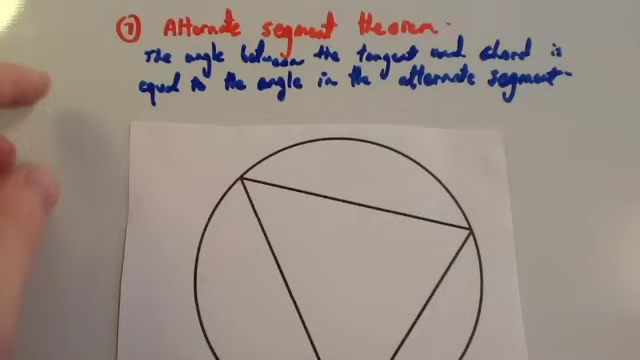 ⑦ Alternate segment theorem.
The angle between the tangent and chord is
equal to the angle in the alternate segment.